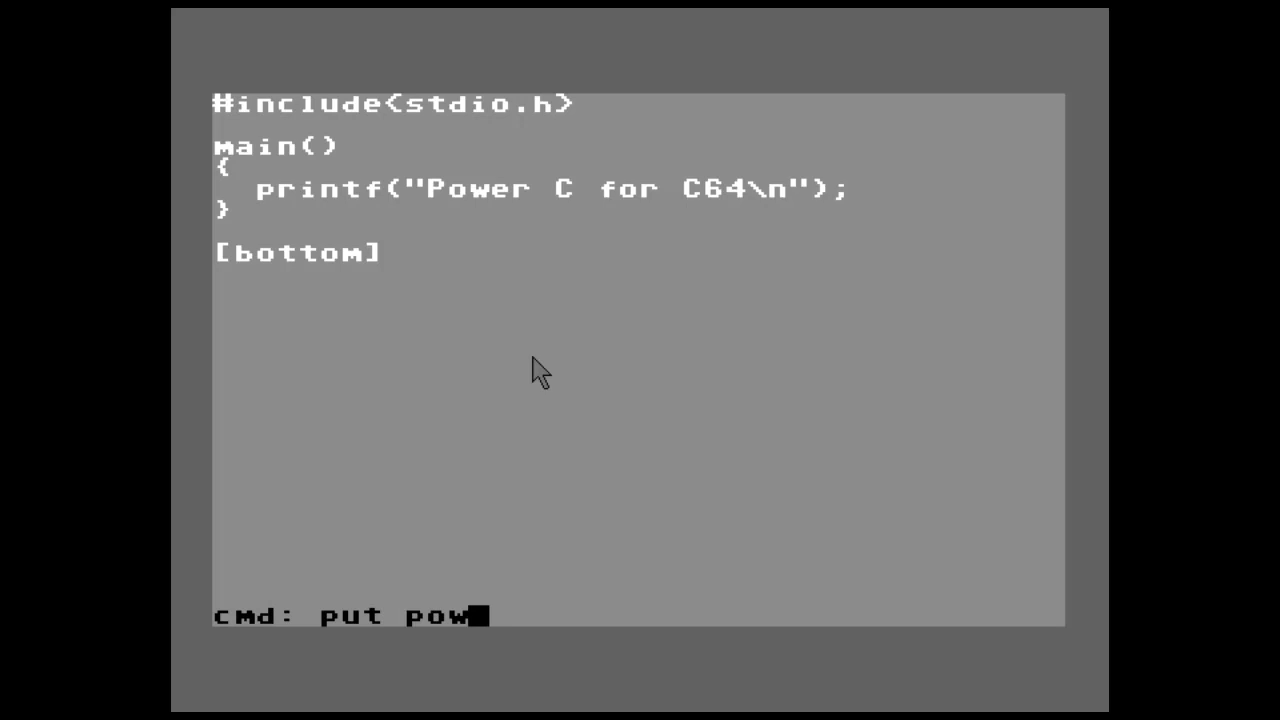 #include<stdio.h>
main()
{
  printf("Power C for C64\n");
}
[bottom]
cmd: put pow